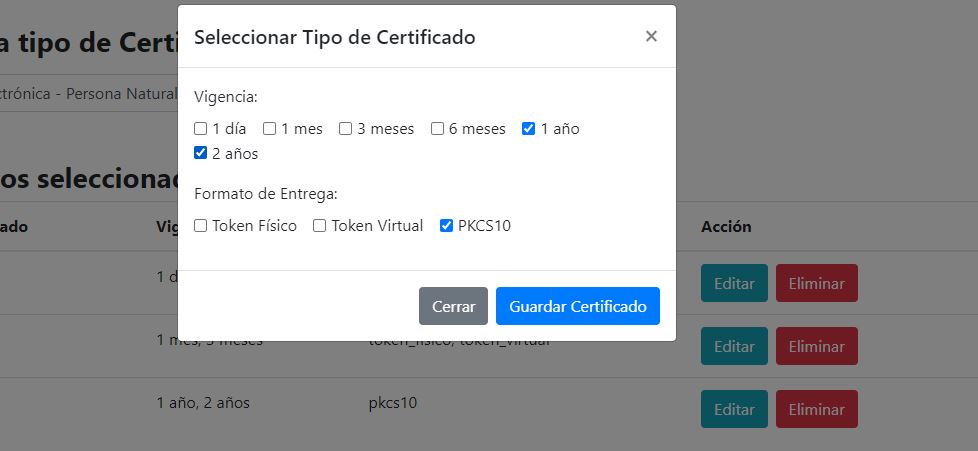 a tipo de Certi
Seleccionar Tipo de Certificado
×
ctrónica - Persona Natural
Vigencia:
1 día 1 mes 3 meses 6 meses 1 año
2 años
os seleccionad
Formato de Entrega:
Token Físico Token Virtual PKCS10
ado Vig Acción
1 d Editar Eliminar
Cerrar Guardar Certificado
1 mes, 3 meses token_fisico, token_virtual Editar Eliminar
1 año, 2 años pkcs10 Editar Eliminar